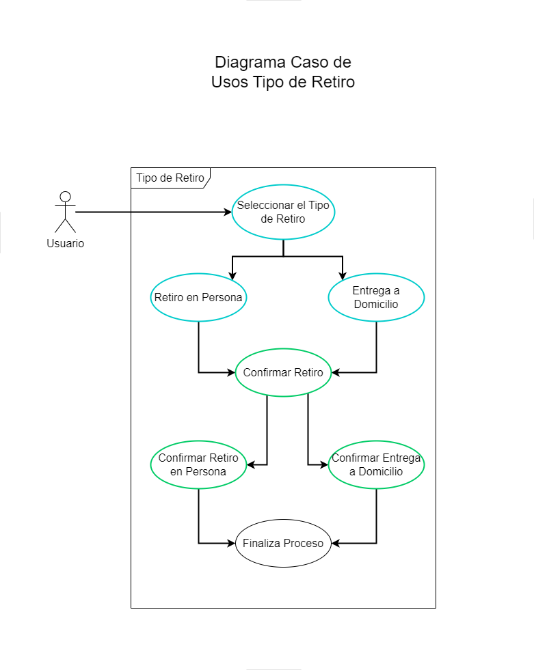 Diagrama Caso de
Usos Tipo de Retiro
Tipo de Retiro
Usuario
Seleccionar el Tipo
de Retiro
Retiro en Persona
Entrega a
Domicilio
Confirmar Retiro
Confirmar Retiro
en Persona
Confirmar Entrega
a Domicilio
Finaliza Proceso